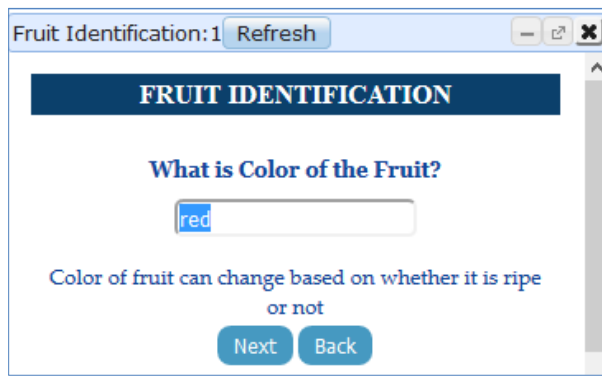 Fruit Identification:1 Refresh
FRUIT IDENTIFICATION
What is Color of the Fruit?
red
Color of fruit can change based on whether it is ripe
or not
Next Back